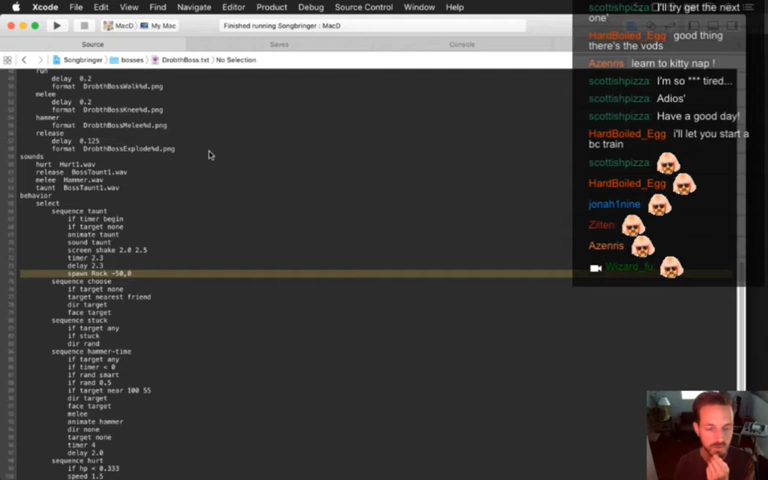 Xcode File Edit View Find Navigate Editor Product Debug Source Control Window
MacD My Mac
Finished running Songbringer : MacD
Source Saves Console
Songbringer bosses DrobthBoss.txt No Selection
run
delay 0.2
format DrobthBossWalk%d.png
melee
delay 0.2
format DrobthBossKnee%d.png
hammer
format DrobthBossMelee%d.png
release
delay 0.125
format DrobthBossExplode%d.png
sounds
hurt Hurt1.wav
release BossTaunt1.wav
melee Hammer.wav
taunt BossTaunt1.wav
behavior
select
sequence taunt
if timer begin
if target none
animate taunt
sound taunt
screen shake 2.0 2.5
timer 2.3
delay 2.3
spawn Rock -50,0
sequence choose
if target none
target nearest friend
dir target
face target
sequence stuck
if target any
if stuck
dir rand
sequence hammer-time
if target any
if timer < 0
if rand smart
if rand 0.5
if target near 100 55
dir target
face target
melee
animate hammer
dir none
target none
timer 4
delay 2.0
sequence hurt
if hp < 0.333
speed 1.5
scottishpizza: I'll try get the next
one'
HardBoiled_Egg: good thing
there's the vods
Azenris: learn to kitty nap !
scottishpizza: I'm so *** tired...
scottishpizza: Adios'
scottishpizza: Have a good day!
HardBoiled_Egg: i'll let you start a
bc train
scottishpizza:
HardBoiled_Egg:
jonah1nine:
Zilten:
Azenris:
Wizard_fu: